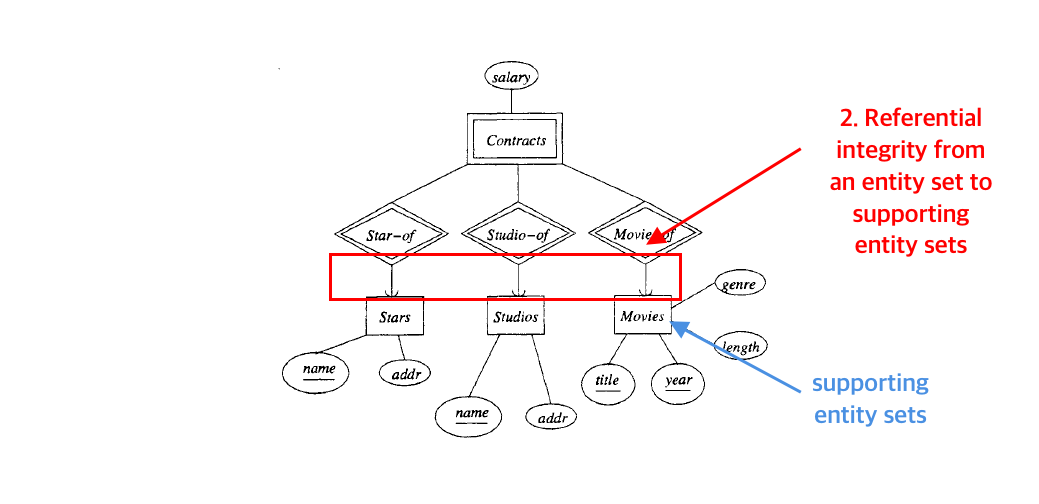 salary
Contracts
2. Referential
integrity from
an entity set to
supporting
entity sets
Star-of
Studio-of
Movie-of
genre
Stars
Studios
Movies
length
name
addr
title
year
name
addr
supporting
entity sets